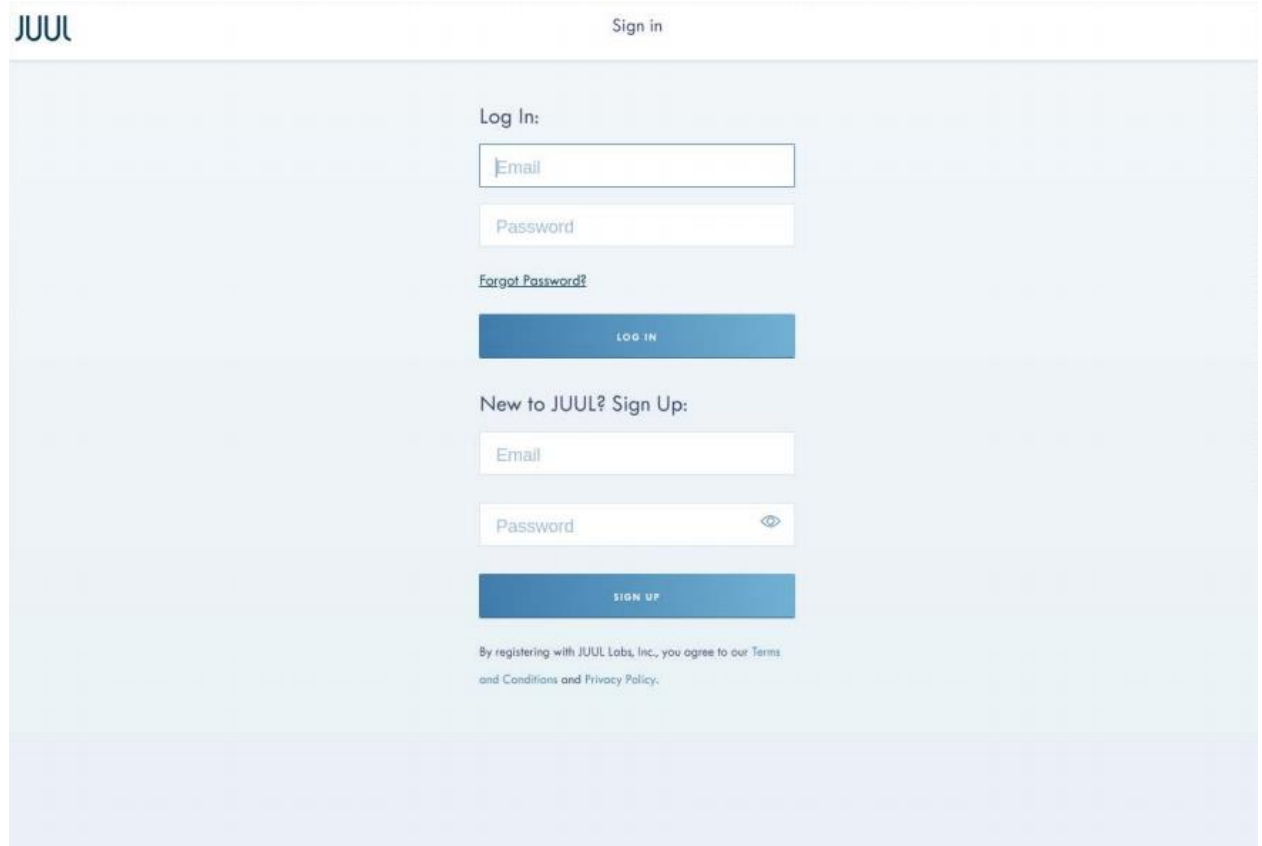 JUUL
Sign in
Log In:
Email
Password
Forgot Password?
LOG IN
New to JUUL? Sign Up:
Email
Password
SIGN UP
By registering with JUUL Labs, Inc., you agree to our Terms
and Conditions and Privacy Policy.